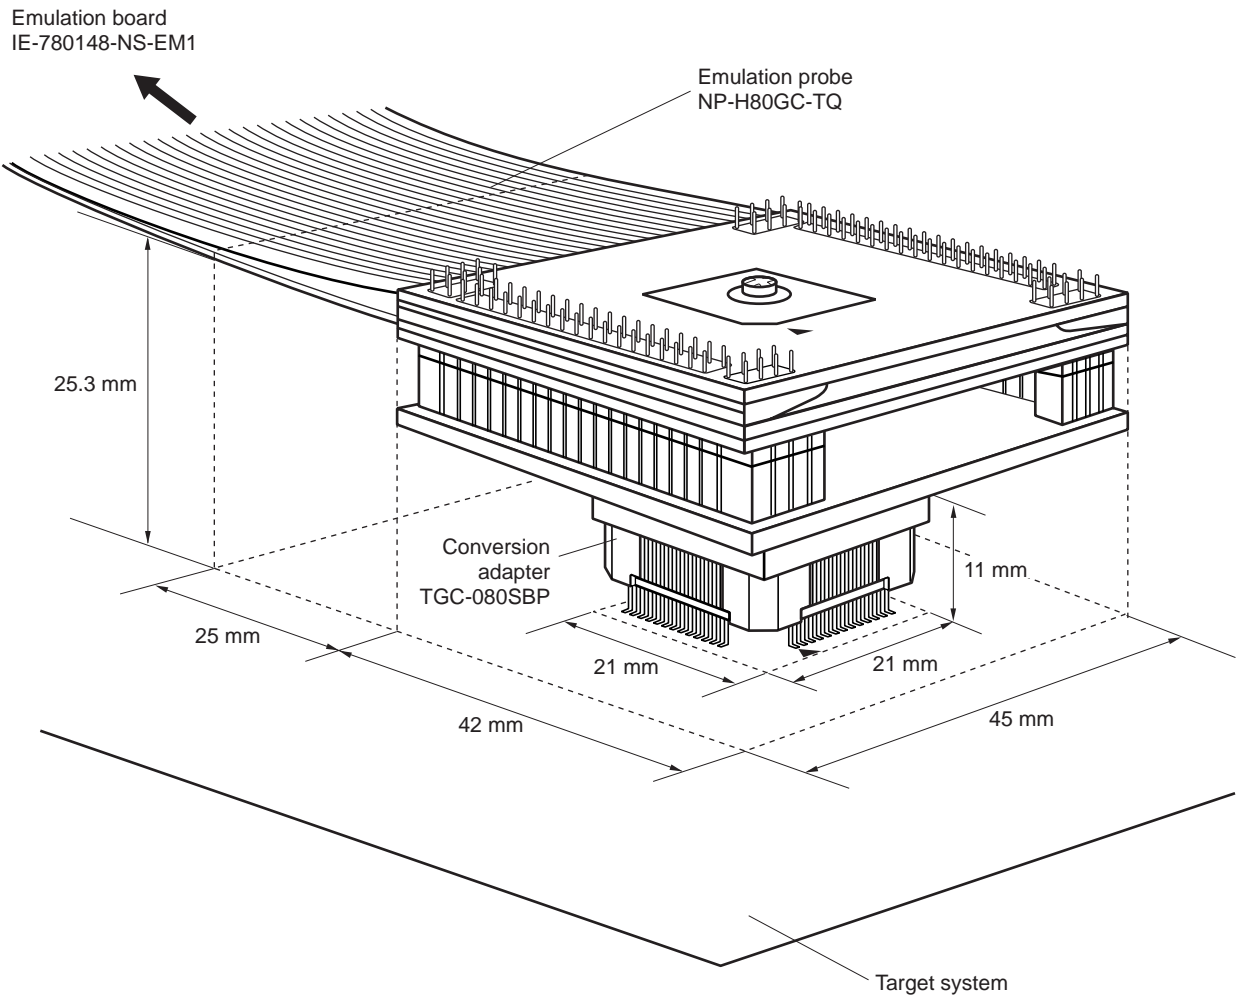 Emulation board
IE-780148-NS-EM1
Emulation probe
NP-H80GC-TQ
25.3 mm
Conversion
adapter
TGC-080SBP
11 mm
25 mm
21 mm
21 mm
42 mm
45 mm
Target system